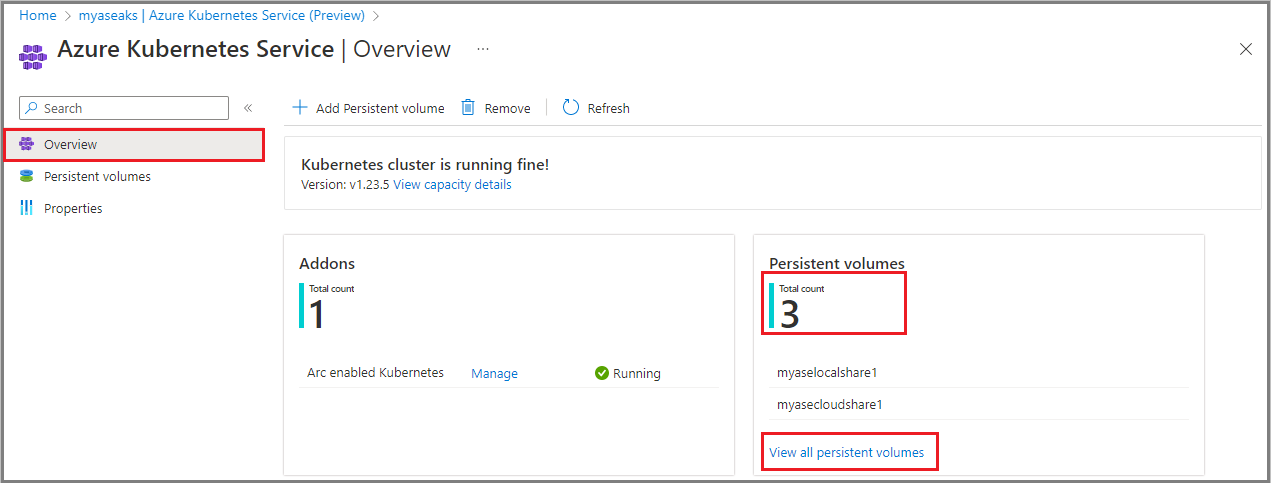 Home > myaseaks | Azure Kubernetes Service (Preview) >
Azure Kubernetes Service | Overview ...
Search «
Add Persistent volume Remove Refresh
Overview
Persistent volumes
Properties
Kubernetes cluster is running fine!
Version: v1.23.5 View capacity details
Addons
Total count
1
Arc enabled Kubernetes Manage Running
Persistent volumes
Total count
3
myaselocalshare1
myasecloudshare1
View all persistent volumes